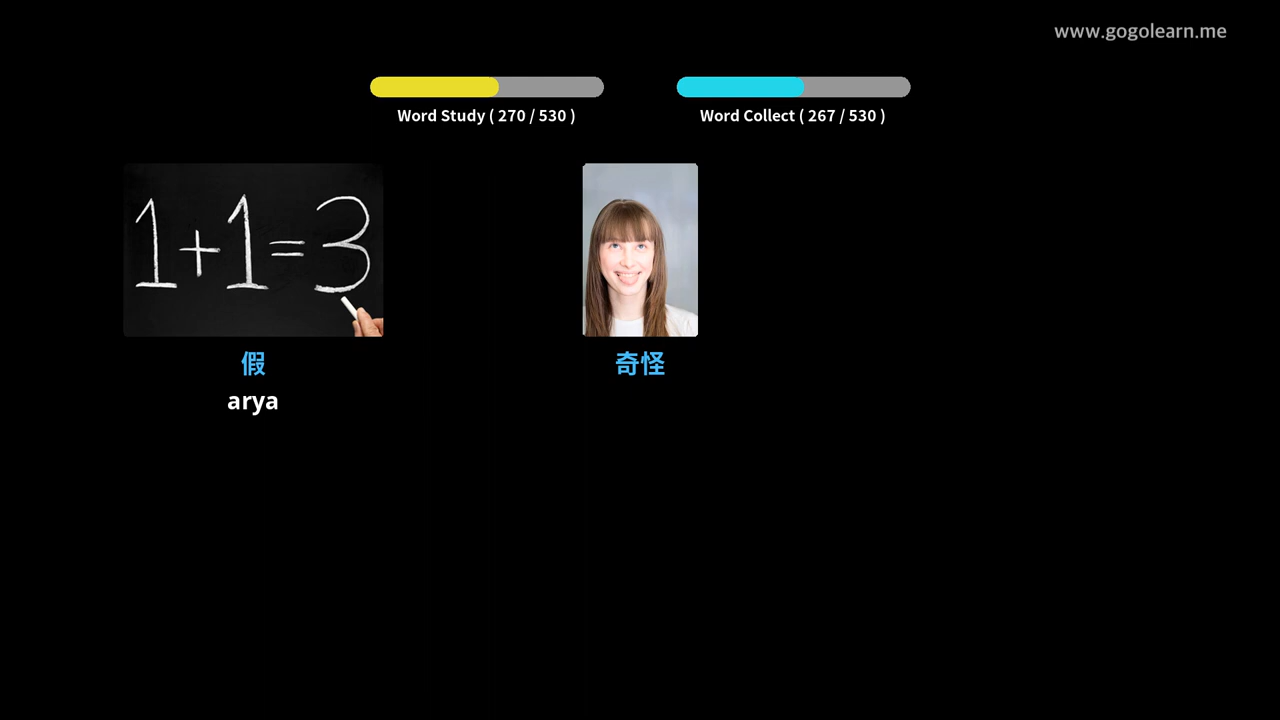 www.gogolearn.me
Word Study ( 270 / 530 )
Word Collect ( 267 / 530 )
1+1=3
假
奇怪
arya